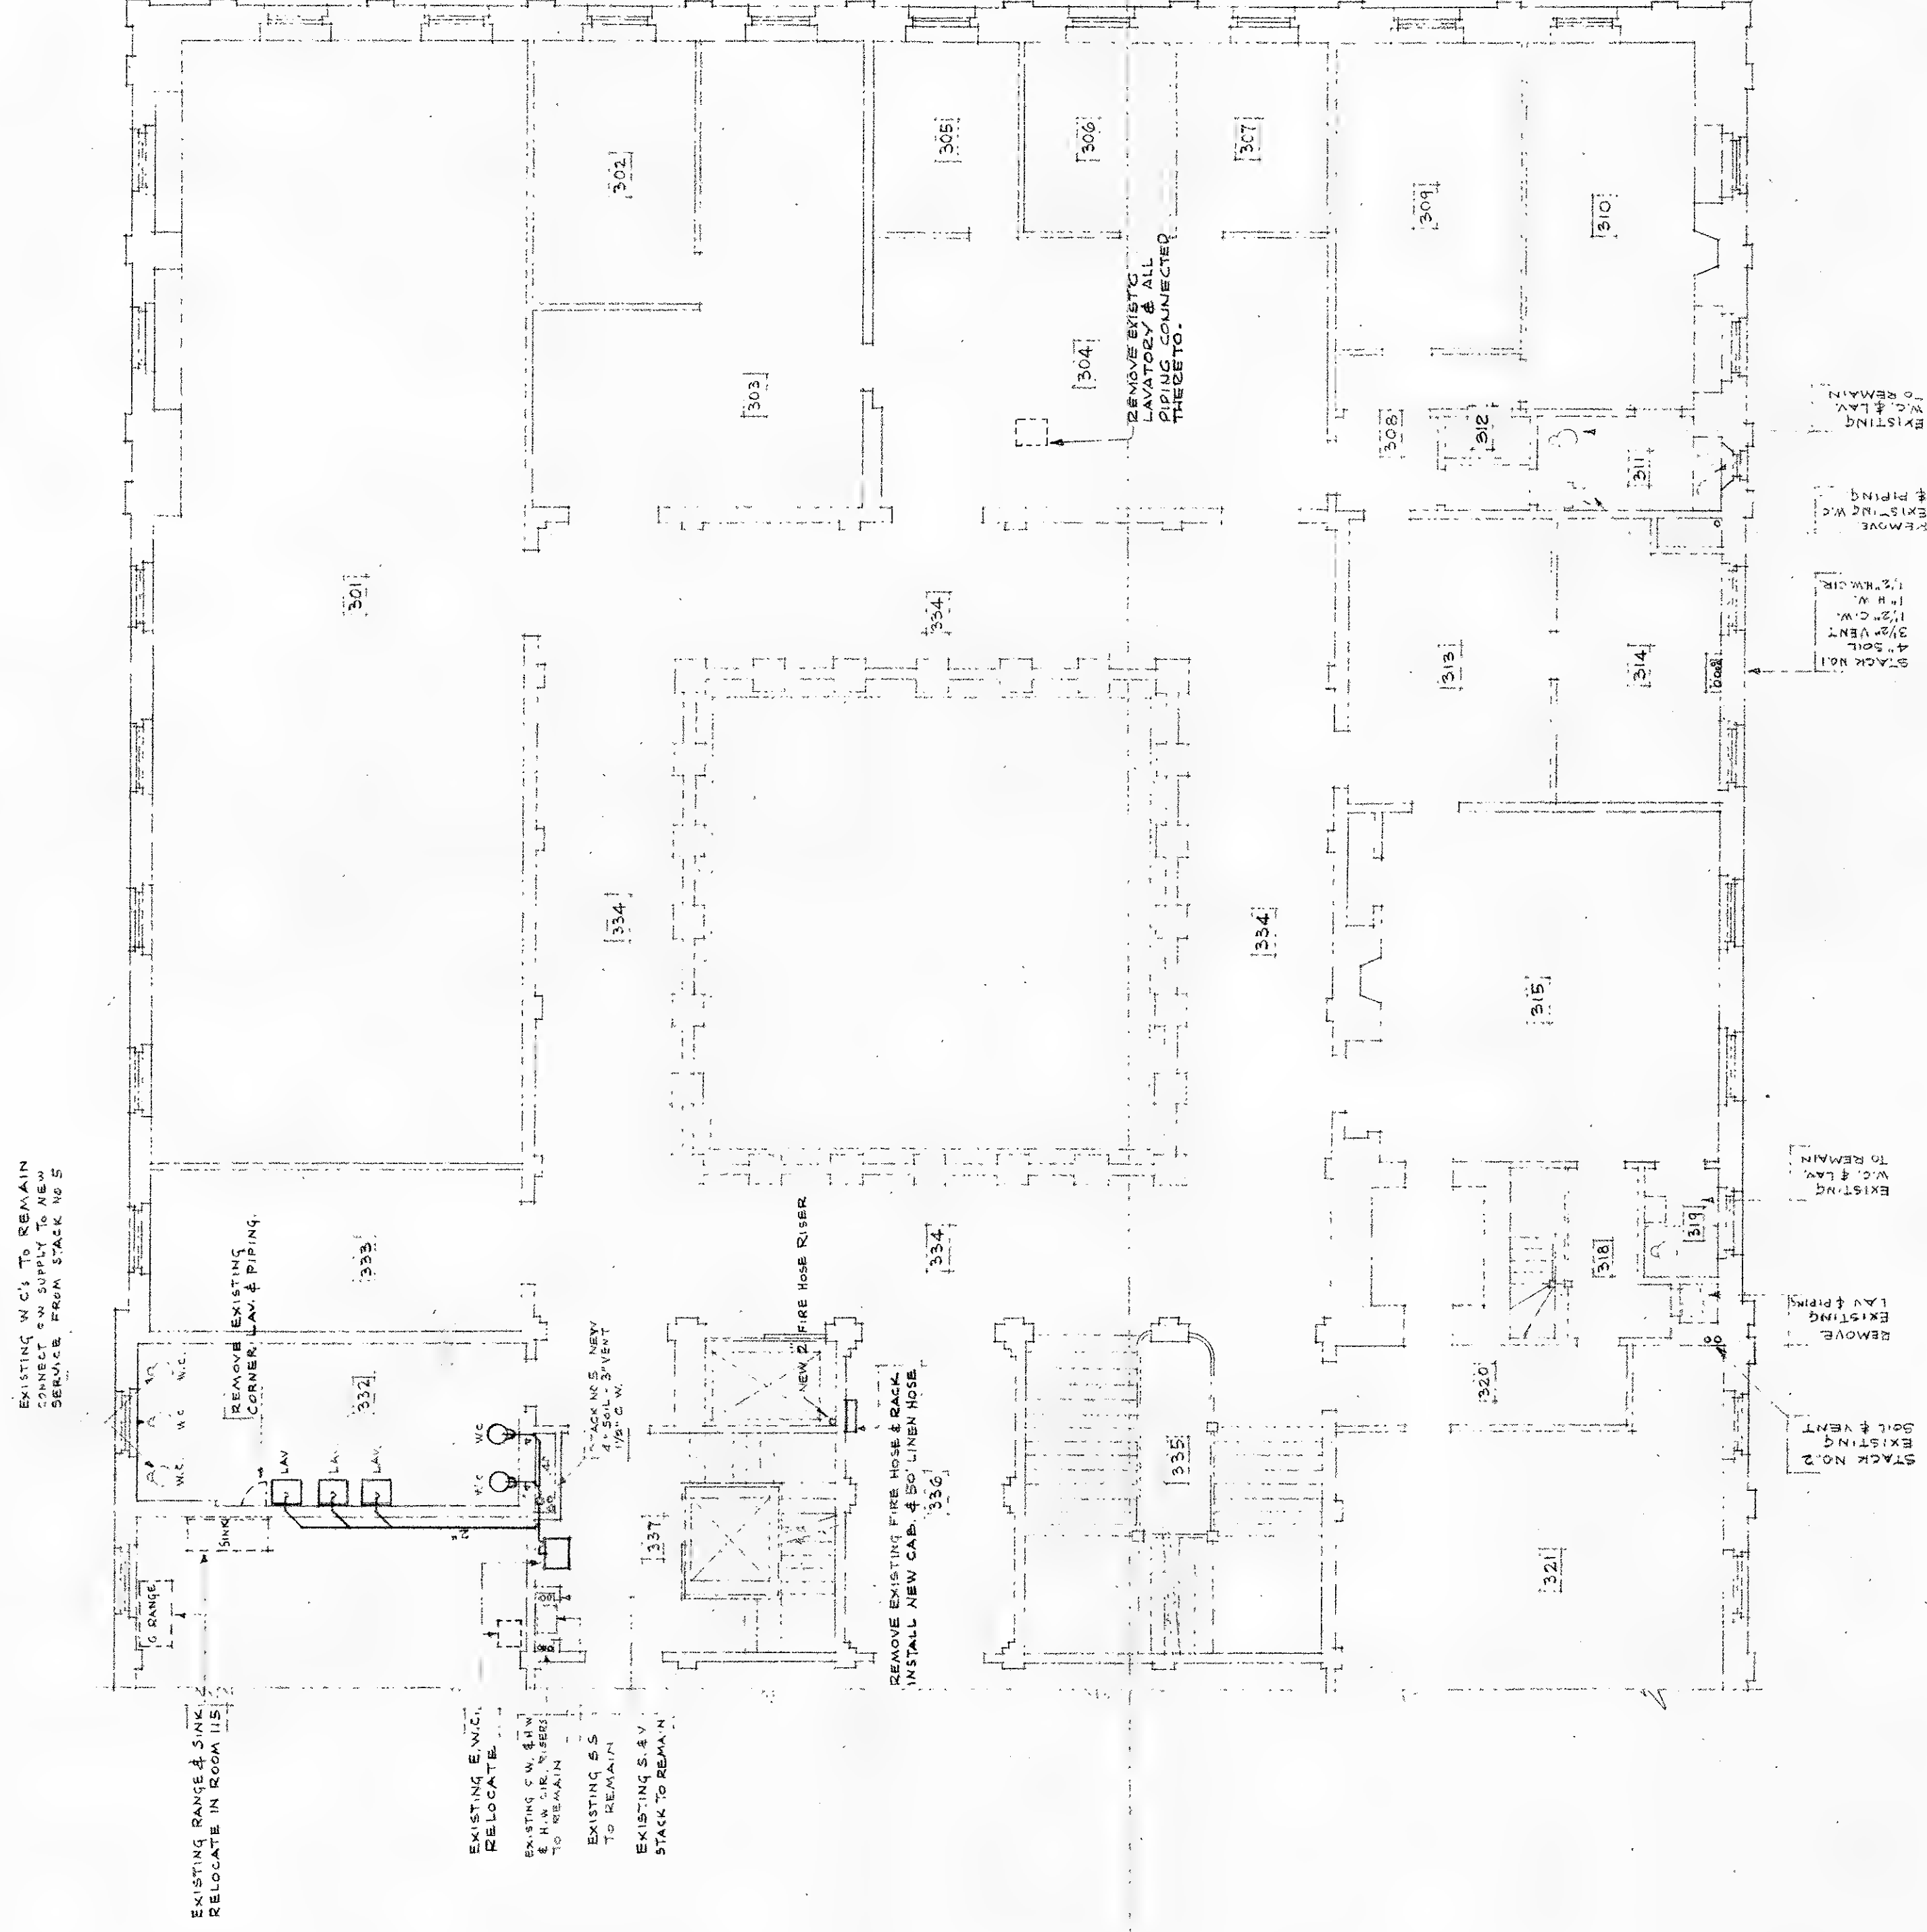 EXISTING W C's TO REMAIN
CONNECT C W SUPPLY TO NEW
SERVICE FROM STACK NO 5
REMOVE EXISTING
CORNER LAV. & PIPING.
W.C.
W.C
W.C.
LAV
LAV.
LAV.
WC
WC
SINK
G RANGE
2"
STACK NO 5 NEW
4" SOIL - 3" VENT
1½" C. W.
NEW 2" FIRE HOSE RISER
REMOVE EXISTING FIRE HOSE & RACK
INSTALL NEW CAB. & 50' LINEN HOSE
EXISTING RANGE & SINK
RELOCATE IN ROOM 115
EXISTING E.W.C.
RELOCATE
EXISTING C W. & H W
& H.W CIR. RISERS
TO REMAIN
EXISTING S S
TO REMAIN
EXISTING S. & V
STACK TO REMAIN
REMOVE EXIST'G
LAVATORY & ALL
PIPING CONNECTED
THERETO.
EXISTING
W.C. & LAV.
TO REMAIN
REMOVE
EXISTING W.C
& PIPING
STACK NO.1
4" SOIL
3½" VENT
1½" C.W.
1" H W.
½" H.W.CIR.
EXISTING
W.C. & LAV.
TO REMAIN
REMOVE
EXISTING
LAV & PIPING
STACK NO.2
EXISTING
SOIL & VENT
301
302
303
304
305
306
307
308
309
310
311
312
313
314
315
318
319
320
321
332
333
334
334
334
334
335
336
337